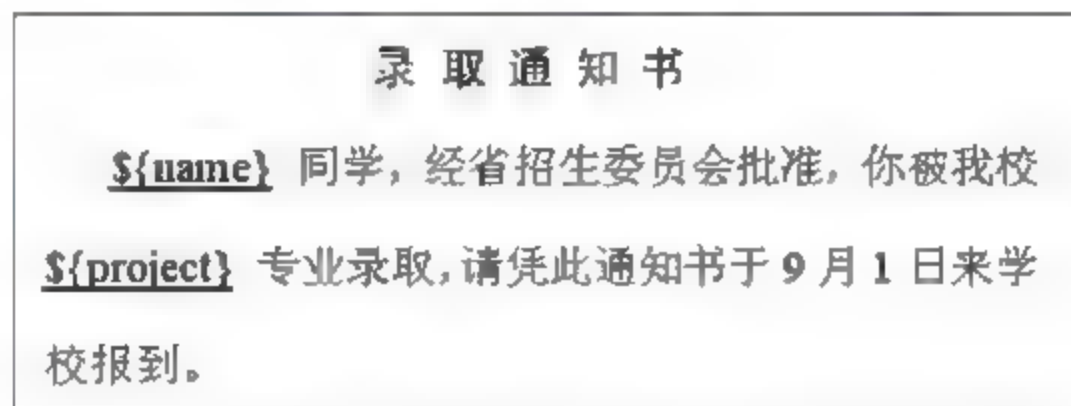 录取通知书
${name} 同学，经省招生委员会批准，你被我校
${project} 专业录取，请凭此通知书于 9 月 1 日来学
校报到。